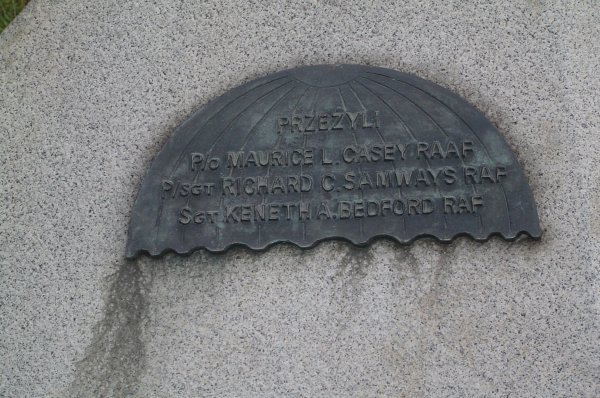 PRZEŻYLI
P/O MAURICE L. CASEY RAAF
F/SGT RICHARD C. SAMWAYS RAF
SGT KENETH A. BEDFORD RAF